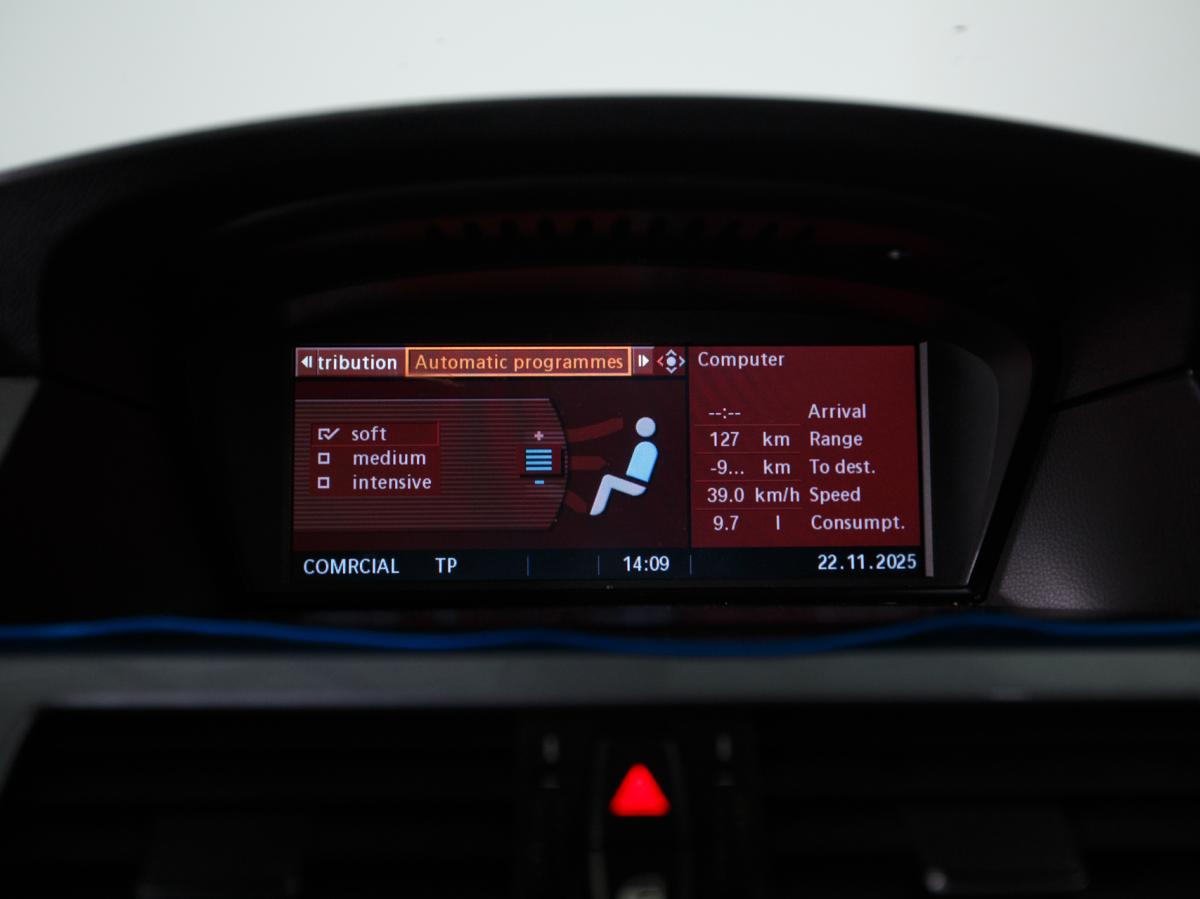 tribution Automatic programmes
soft
medium
intensive
Computer
--:-- Arrival
127 km Range
-9... km To dest.
39.0 km/h Speed
9.7 l Consumpt.
COMRCIAL TP 14:09 22.11.2025